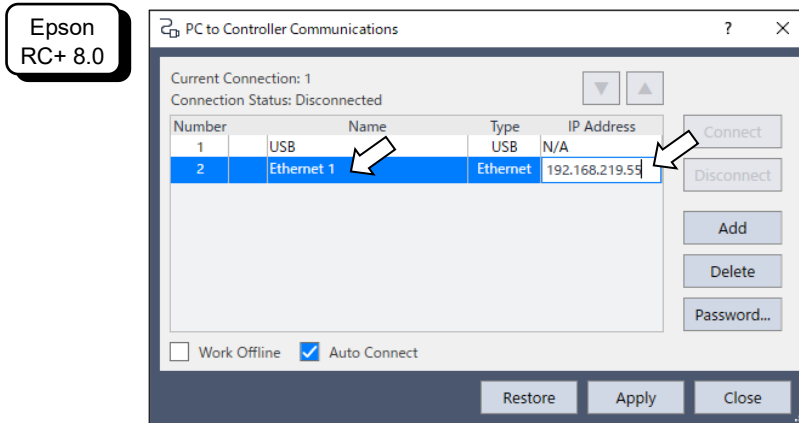 Epson
RC+ 8.0
PC to Controller Communications
Current Connection: 1
Connection Status: Disconnected
Number Name Type IP Address
1 USB USB N/A
2 Ethernet 1 Ethernet 192.168.219.55
Connect
Disconnect
Add
Delete
Password...
Work Offline Auto Connect
Restore Apply Close